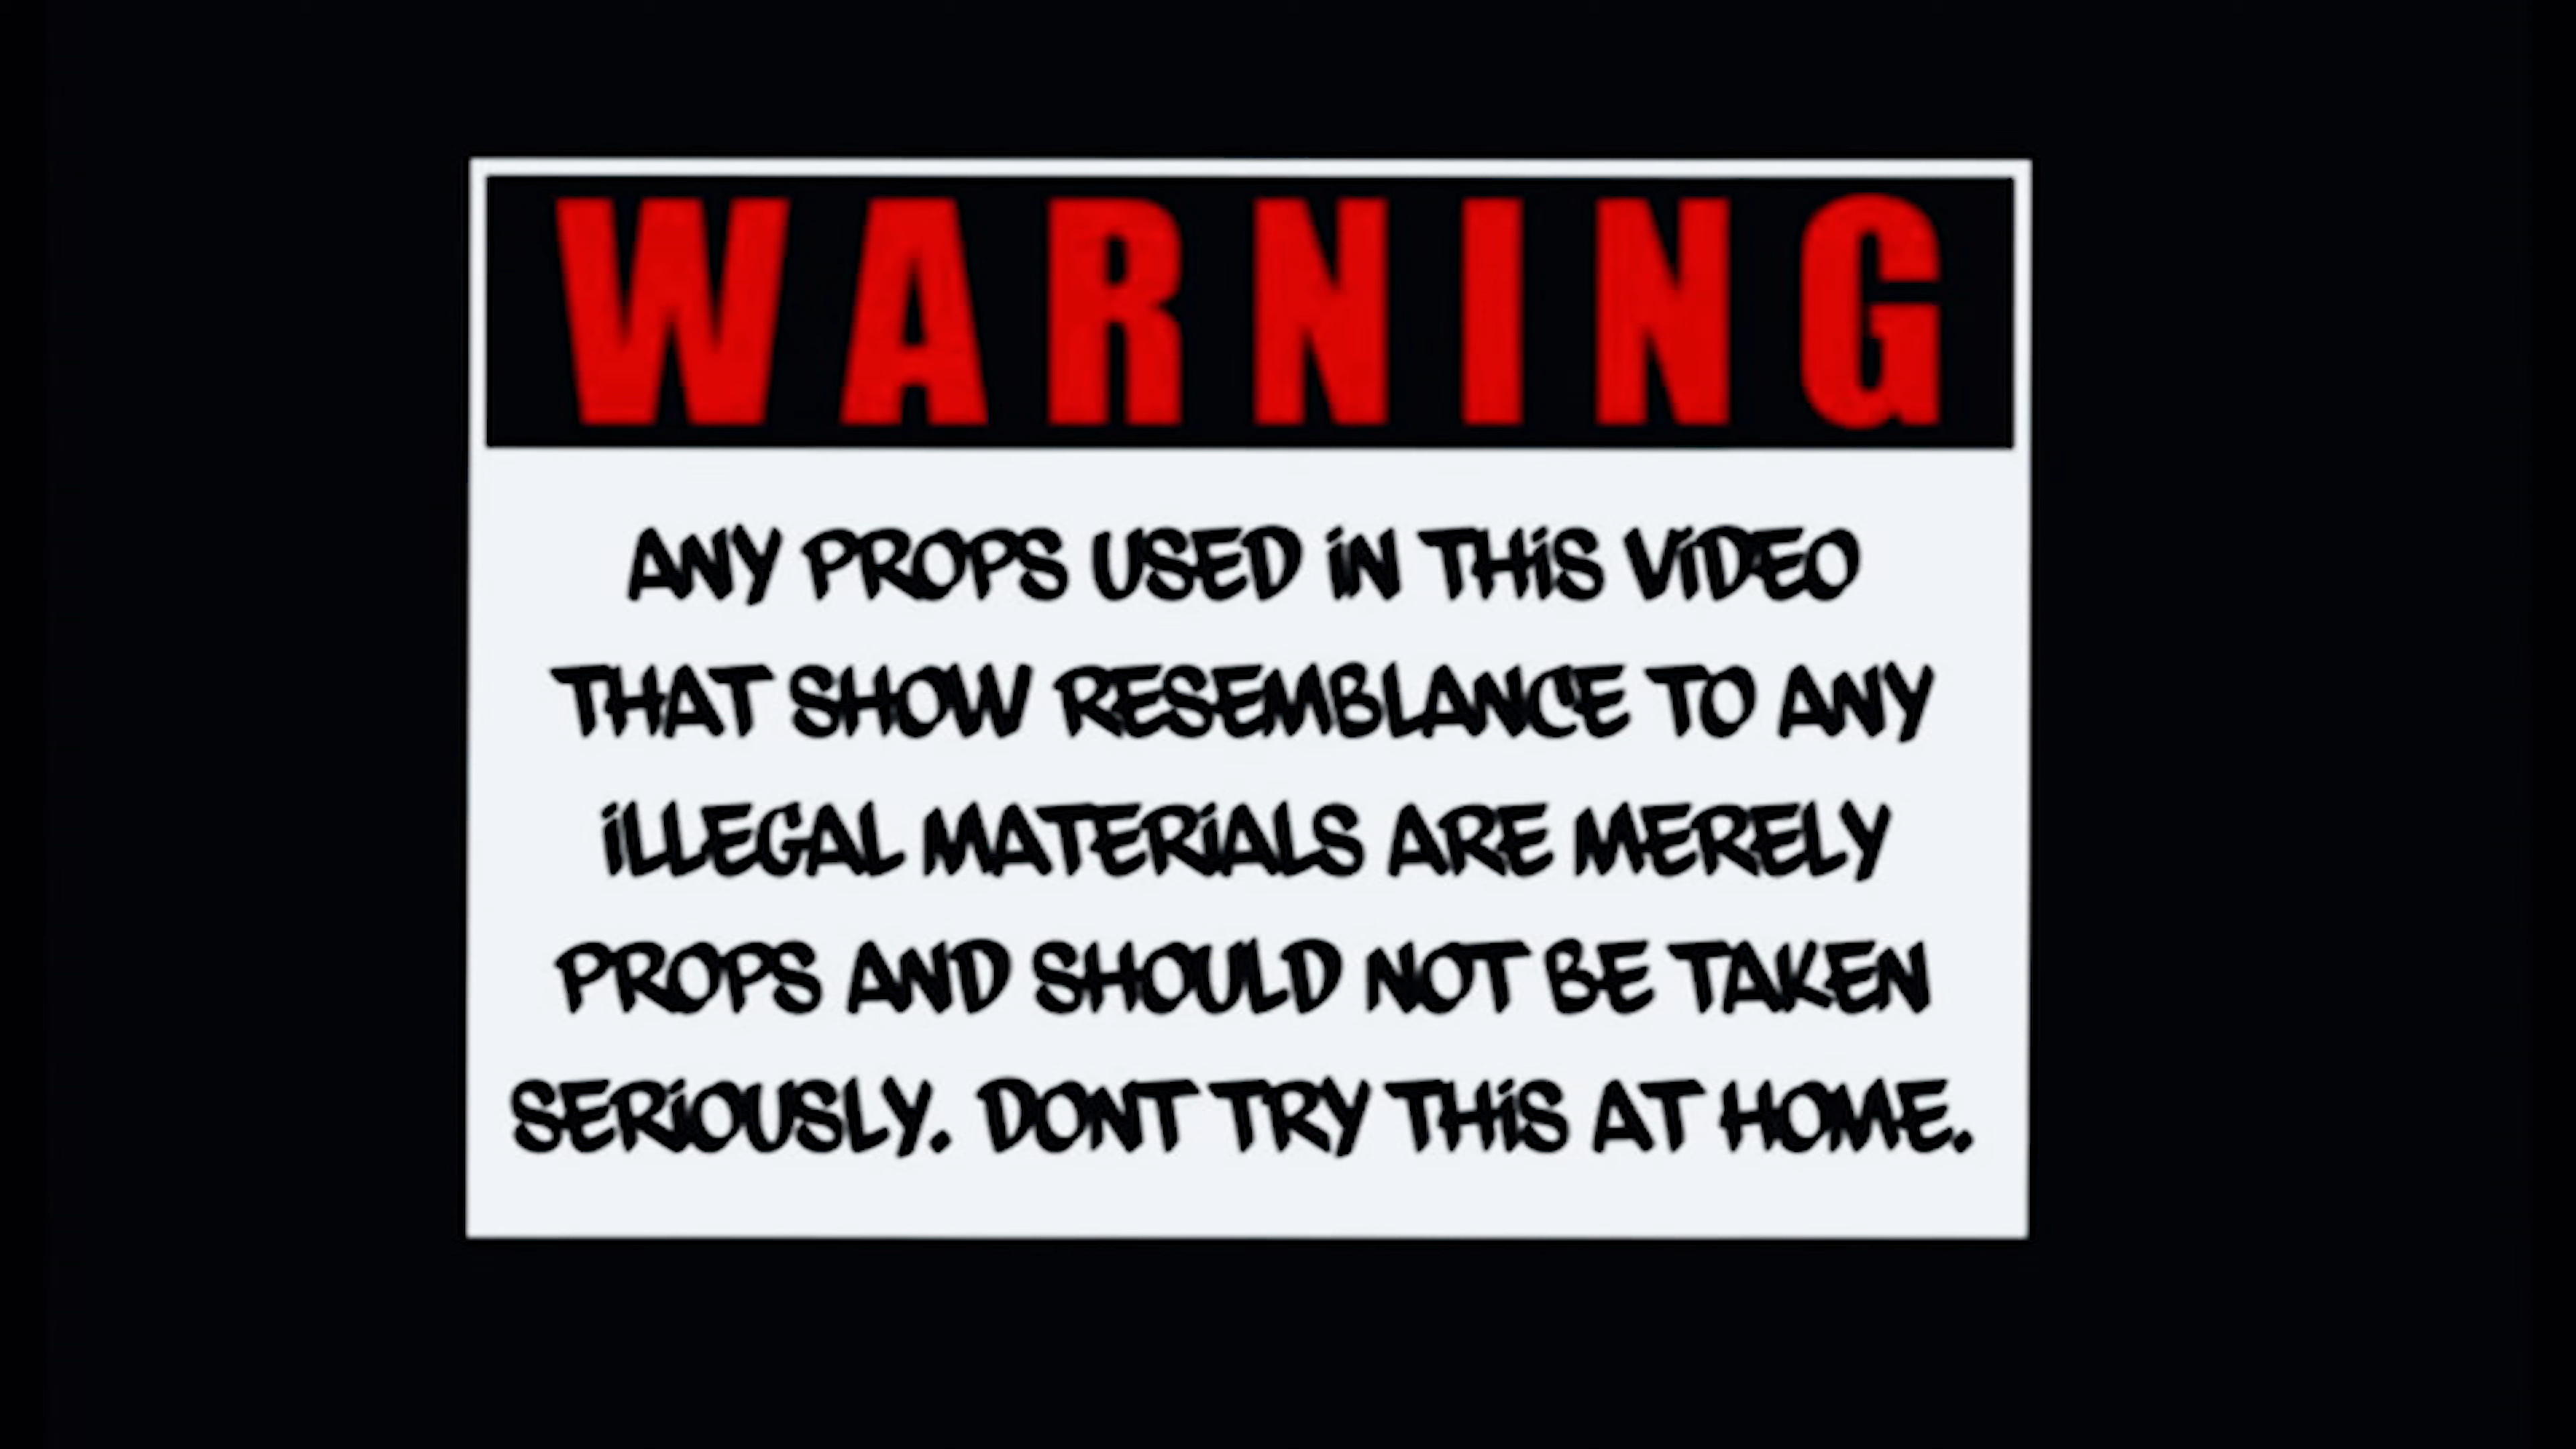 WARNING
ANY PROPS USED iN THiS ViDEO
THAT SHOW RESEMBLANCE TO ANY
iLLEGAL MATERiALS ARE MERELY
PROPS AND SHOULD NOT BE TAKEN
SERiOUSLY. DONT TRY THiS AT HOME.